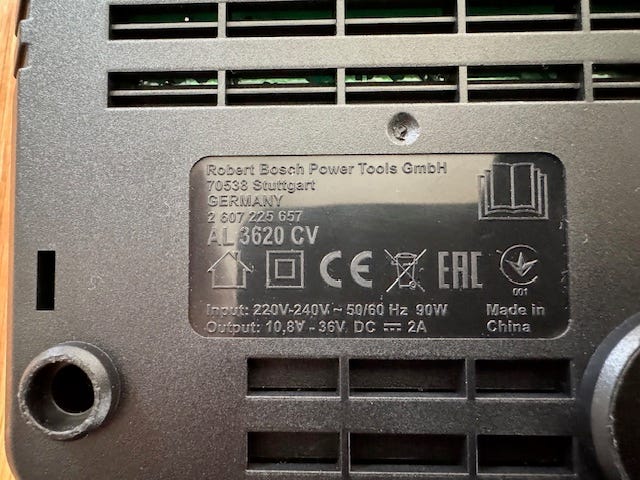 Robert Bosch Power Tools GmbH
70538 Stuttgart
GERMANY
2 607 225 657
AL 3620 CV
CE EAC
001
Input: 220V-240V ~ 50/60 Hz 90W
Output: 10,8V - 36V DC ⎓ 2A
Made in
China